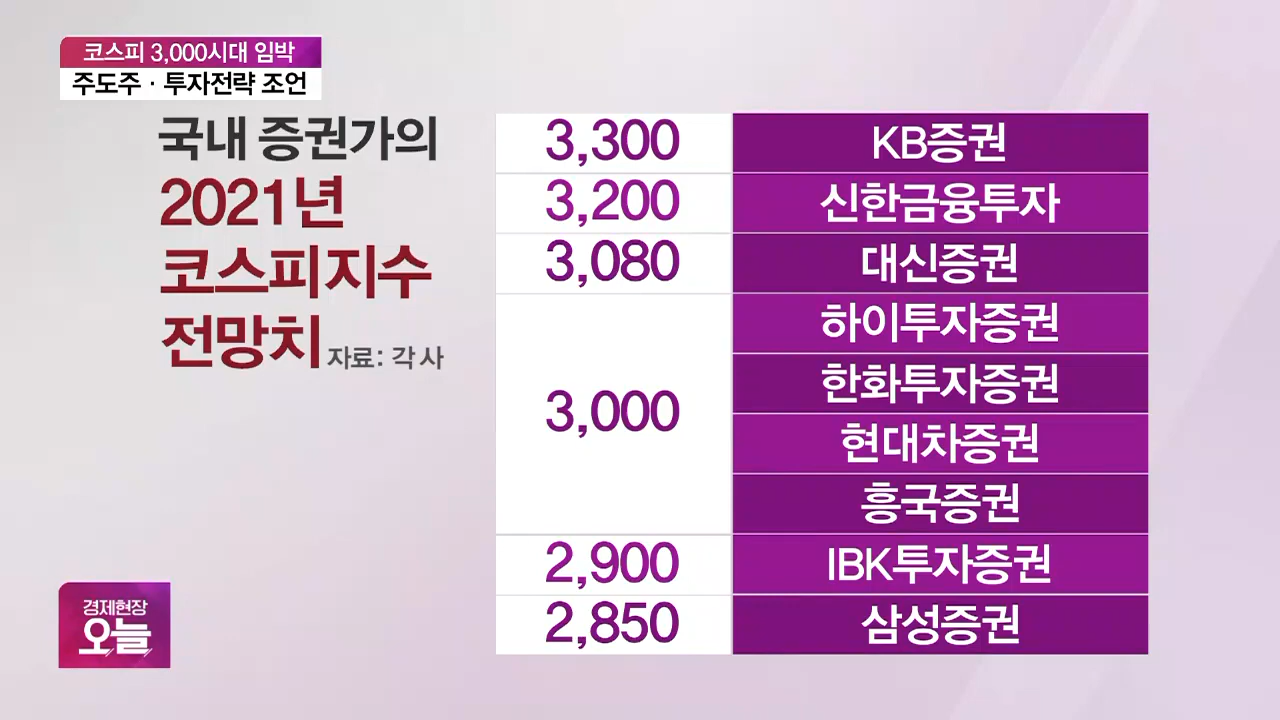 코스피 3,000시대 임박
주도주·투자전략 조언
국내 증권가의
2021년
코스피지수
전망치 자료: 각 사
3,300 KB증권
3,200 신한금융투자
3,080 대신증권
3,000 하이투자증권
한화투자증권
현대차증권
흥국증권
2,900 IBK투자증권
2,850 삼성증권
경제현장
오늘